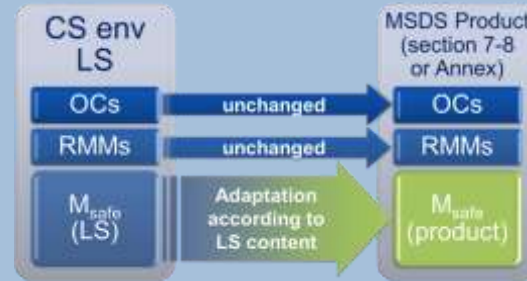 CS env
LS
MSDS Product
(section 7-8
or Annex)
OCs
unchanged
OCs
RMMs
unchanged
RMMs
Msafe
(LS)
Adaptation
according to
LS content
Msafe
(product)